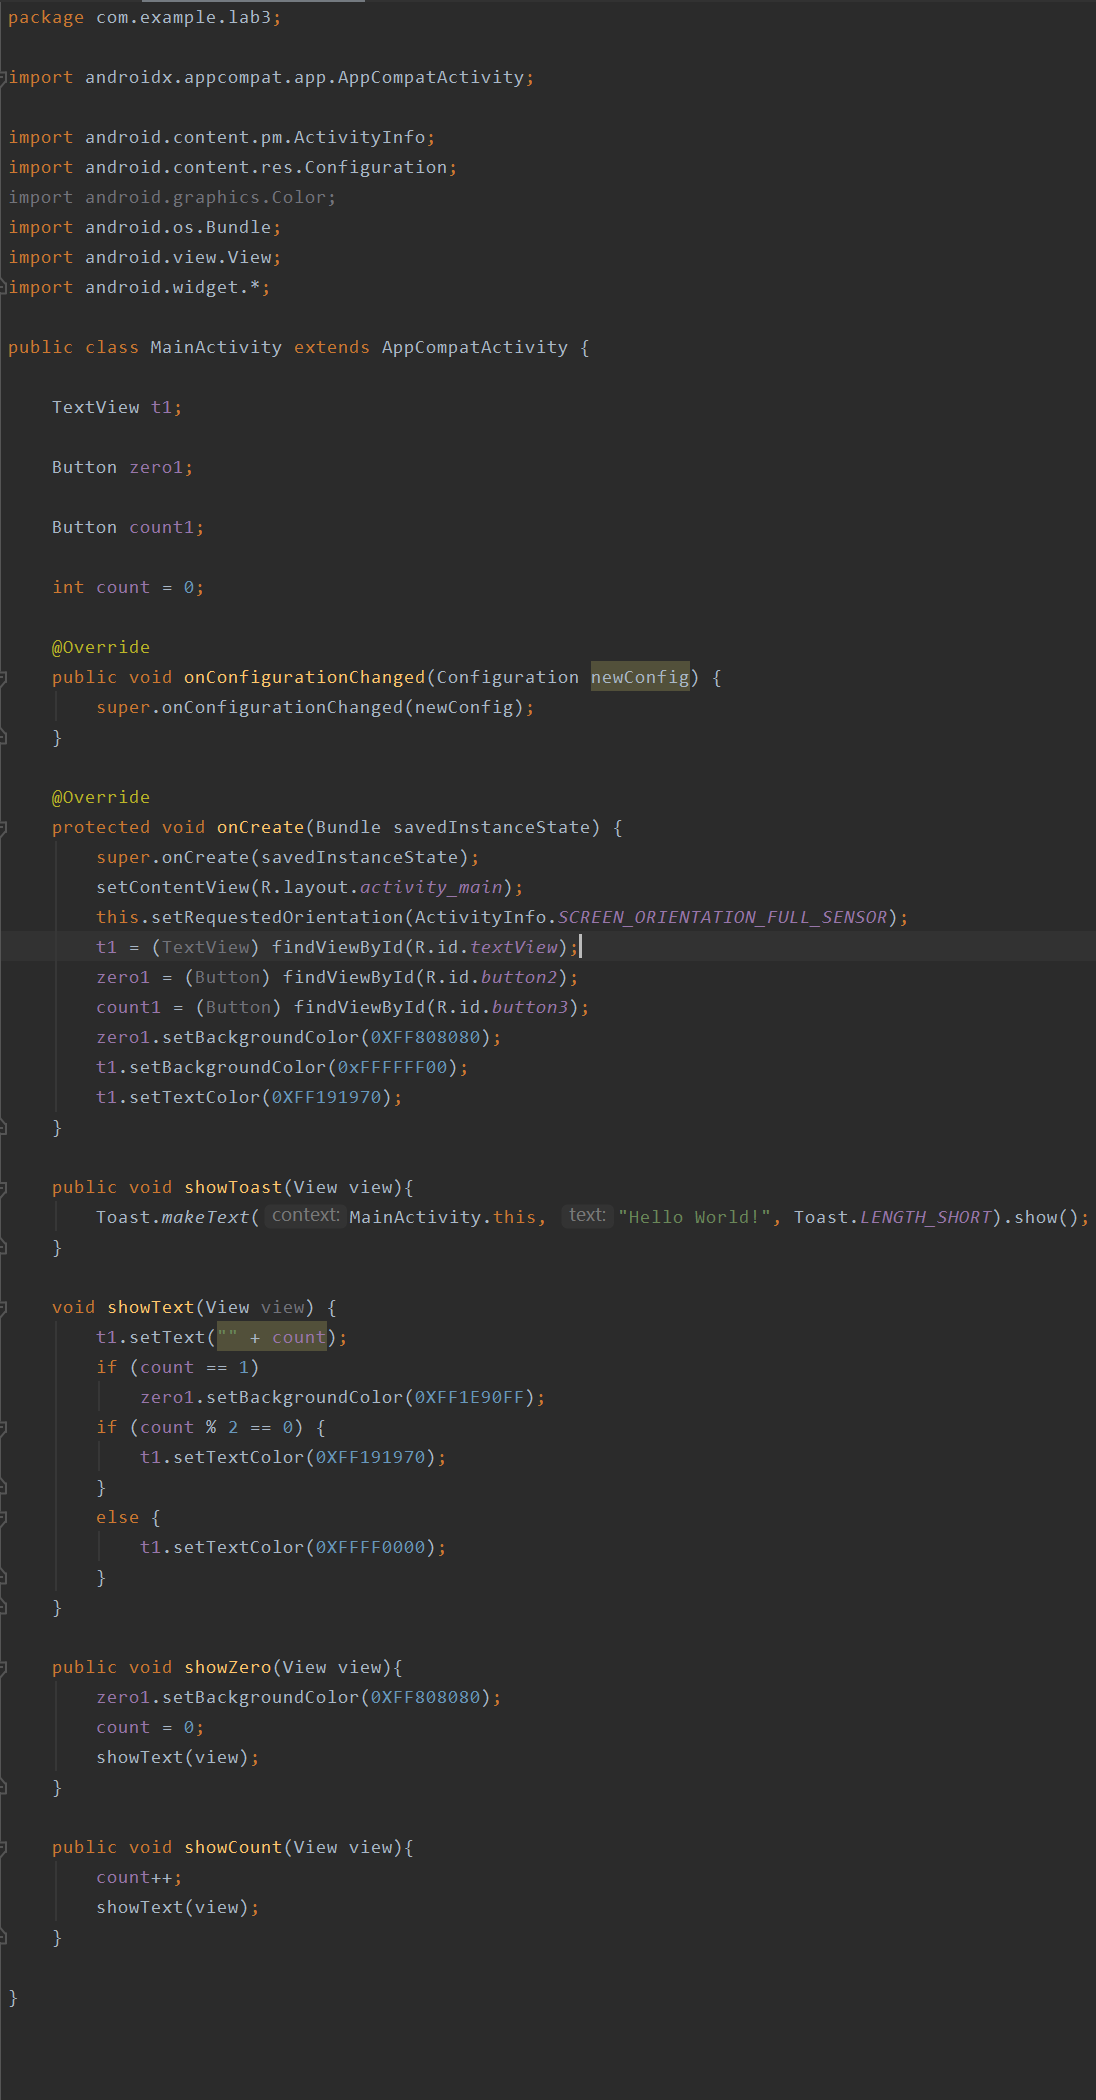 package com.example.lab3;
import androidx.appcompat.app.AppCompatActivity;
import android.content.pm.ActivityInfo;
import android.content.res.Configuration;
import android.graphics.Color;
import android.os.Bundle;
import android.view.View;
import android.widget.*;
public class MainActivity extends AppCompatActivity {
TextView t1;
Button zero1;
Button count1;
int count = 0;
@Override
public void onConfigurationChanged(Configuration newConfig) {
super.onConfigurationChanged(newConfig);
}
@Override
protected void onCreate(Bundle savedInstanceState) {
super.onCreate(savedInstanceState);
setContentView(R.layout.activity_main);
this.setRequestedOrientation(ActivityInfo.SCREEN_ORIENTATION_FULL_SENSOR);
t1 = (TextView) findViewById(R.id.textView);
zero1 = (Button) findViewById(R.id.button2);
count1 = (Button) findViewById(R.id.button3);
zero1.setBackgroundColor(0XFF808080);
t1.setBackgroundColor(0xFFFFFF00);
t1.setTextColor(0XFF191970);
}
public void showToast(View view){
Toast.makeText( context: MainActivity.this, text: "Hello World!", Toast.LENGTH_SHORT).show();
}
void showText(View view) {
t1.setText("" + count);
if (count == 1)
zero1.setBackgroundColor(0XFF1E90FF);
if (count % 2 == 0) {
t1.setTextColor(0XFF191970);
}
else {
t1.setTextColor(0XFFFF0000);
}
}
public void showZero(View view){
zero1.setBackgroundColor(0XFF808080);
count = 0;
showText(view);
}
public void showCount(View view){
count++;
showText(view);
}
}